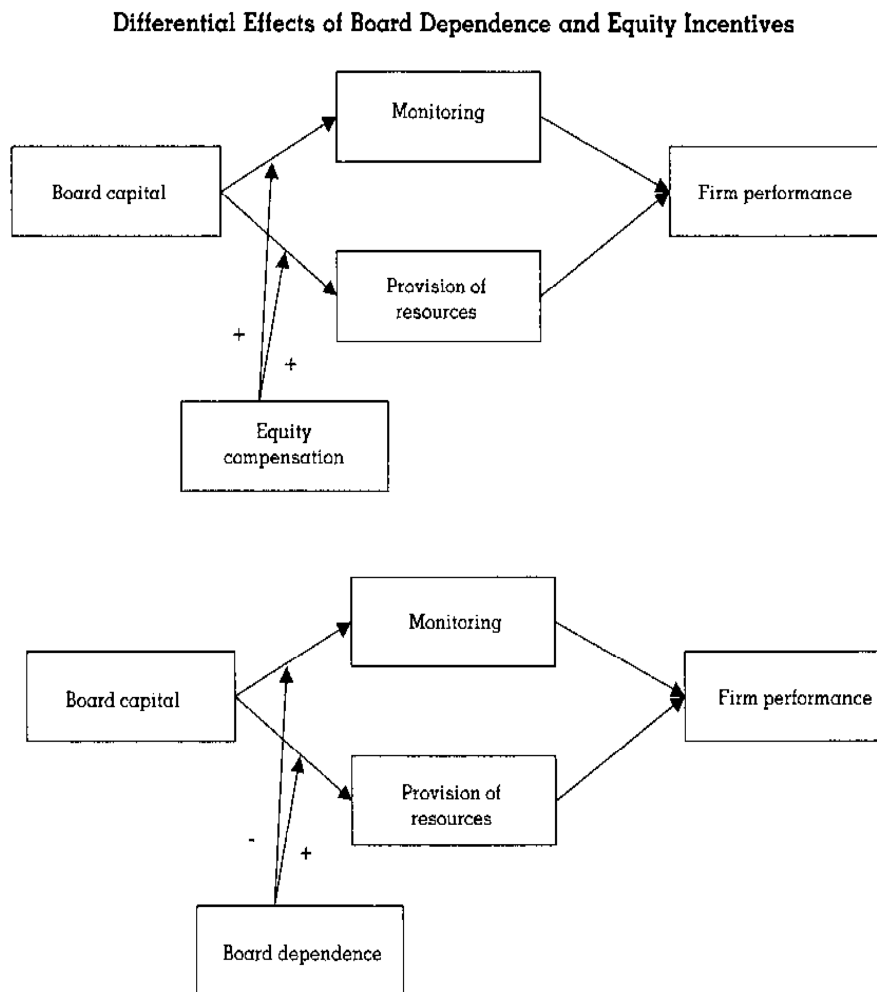 Differential Effects of Board Dependence and Equity Incentives
Monitoring
Board capital
Firm performance
Provision of
resources
+
+
Equity
compensation
Monitoring
Board capital
Firm performance
Provision of
resources
-
+
Board dependence